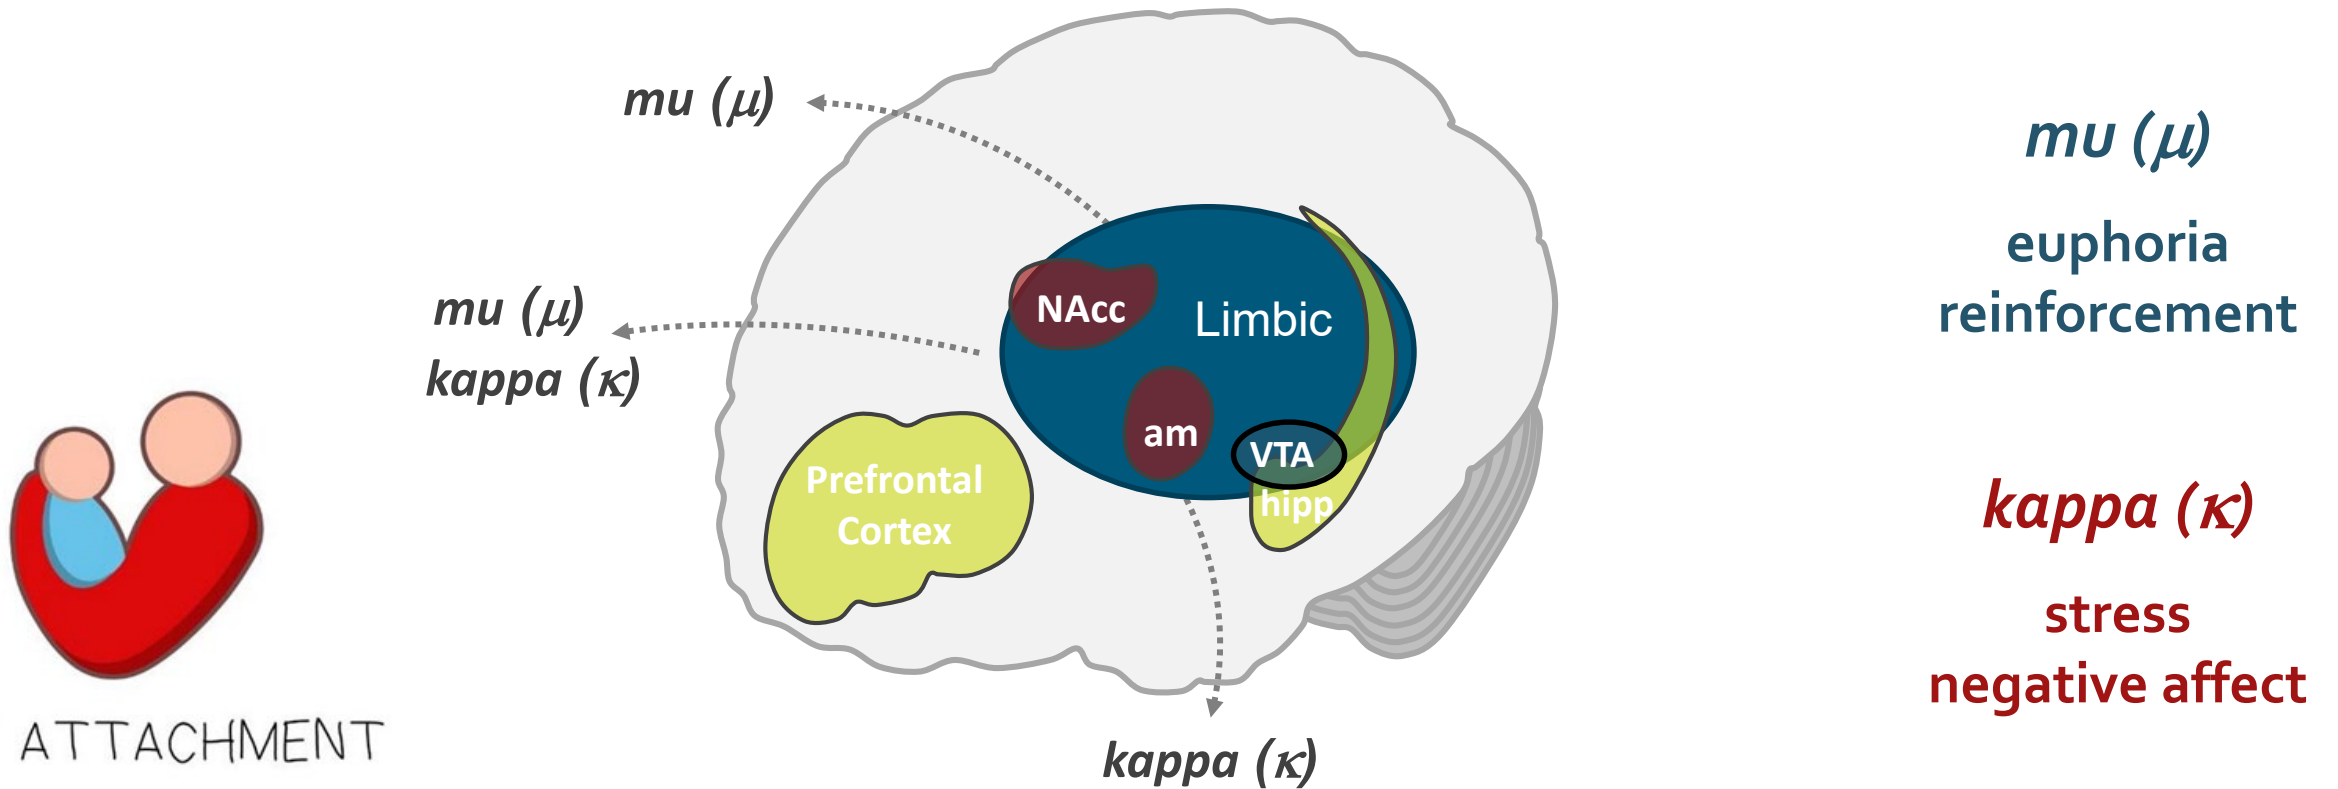 mu (μ)
mu (μ)
kappa (κ)
ATTACHMENT
NAcc
Limbic
am
VTA
hipp
Prefrontal
Cortex
kappa (κ)
mu (μ)
euphoria
reinforcement
kappa (κ)
stress
negative affect